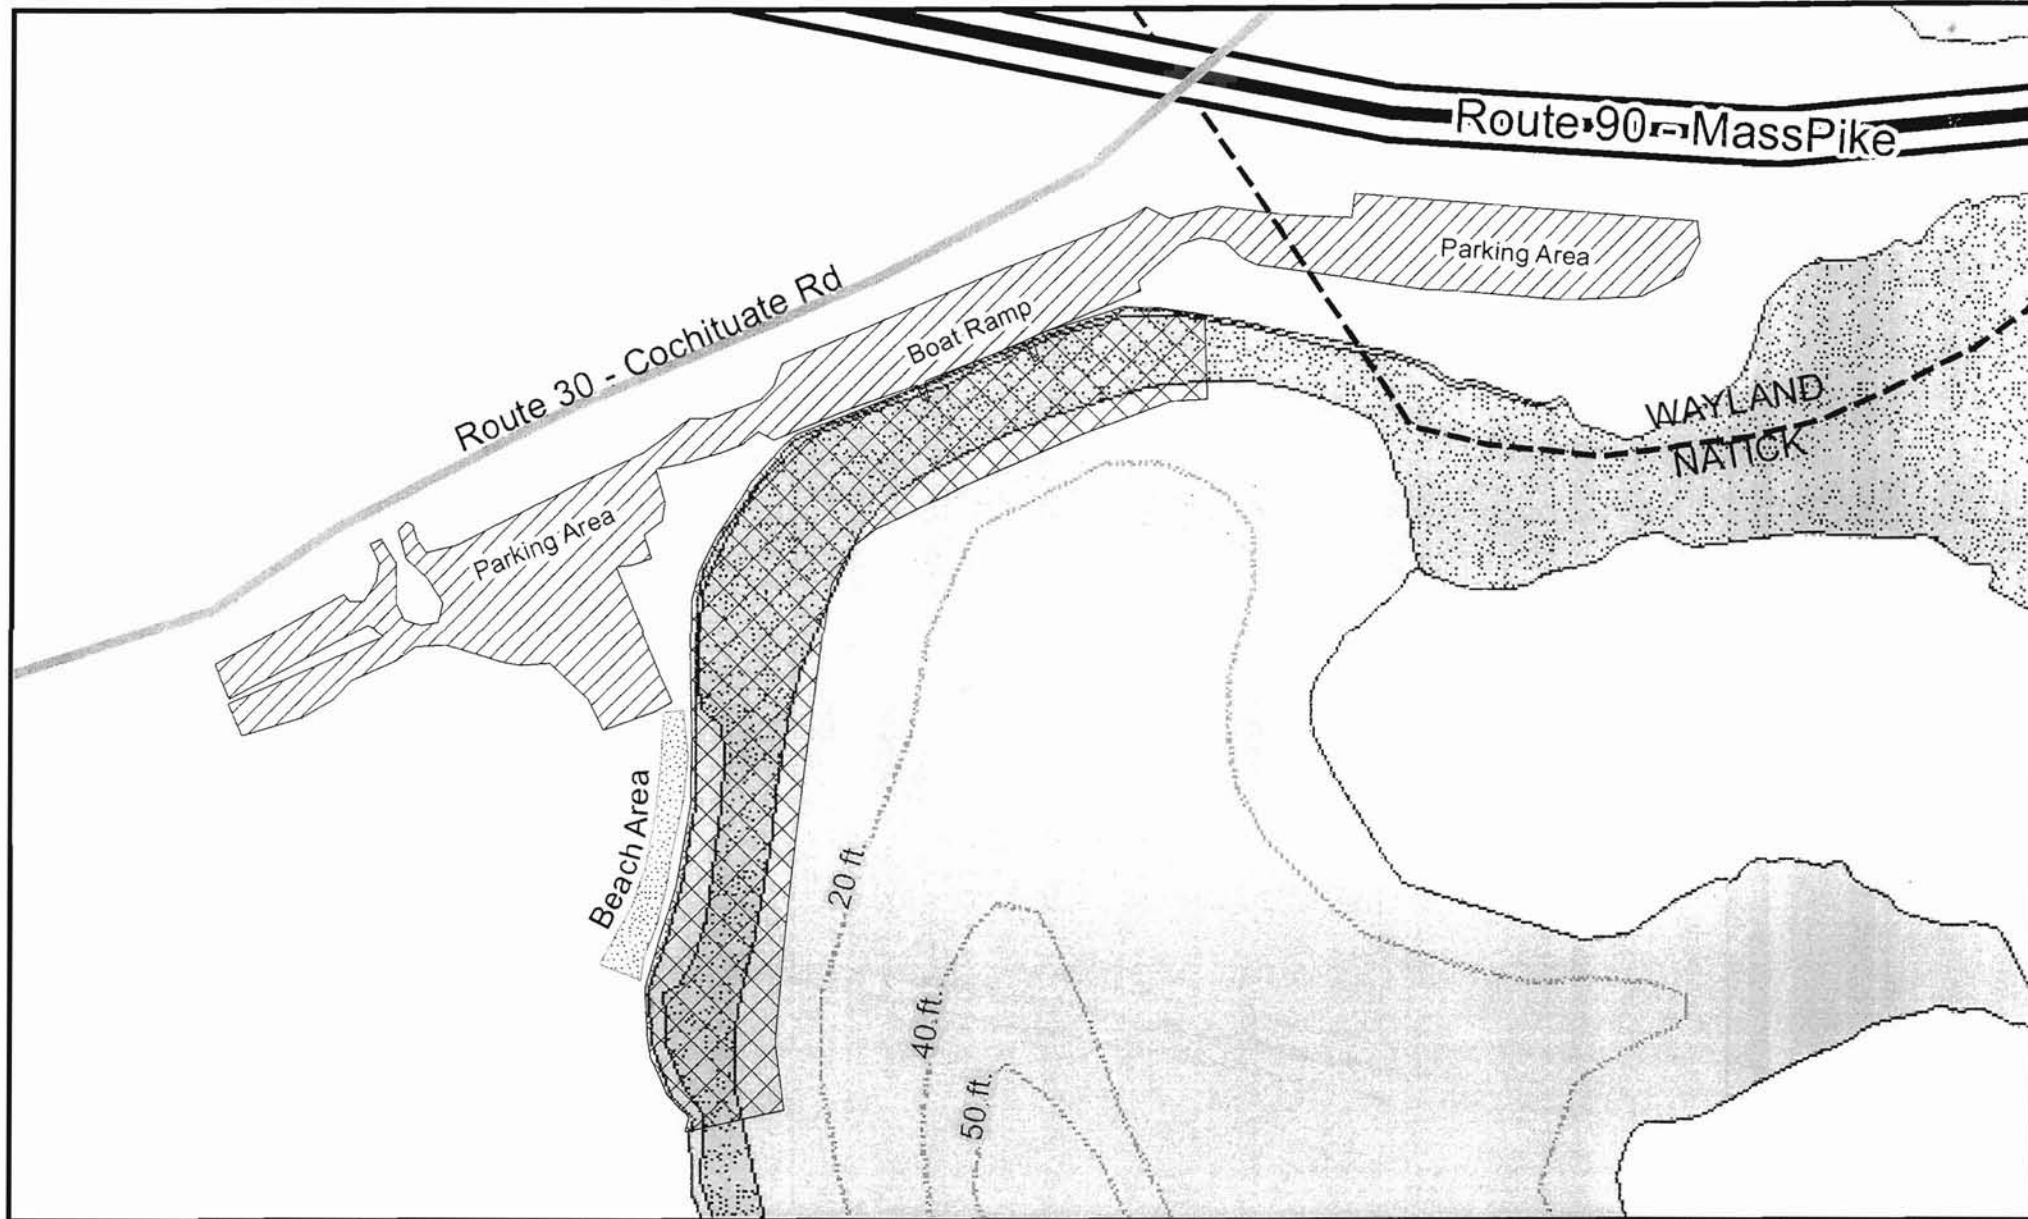 Route 90 - MassPike
Parking Area
Route 30 - Cochituate Rd
Boat Ramp
WAYLAND
NATICK
Parking Area
Beach Area
20 ft.
40 ft.
50 ft.